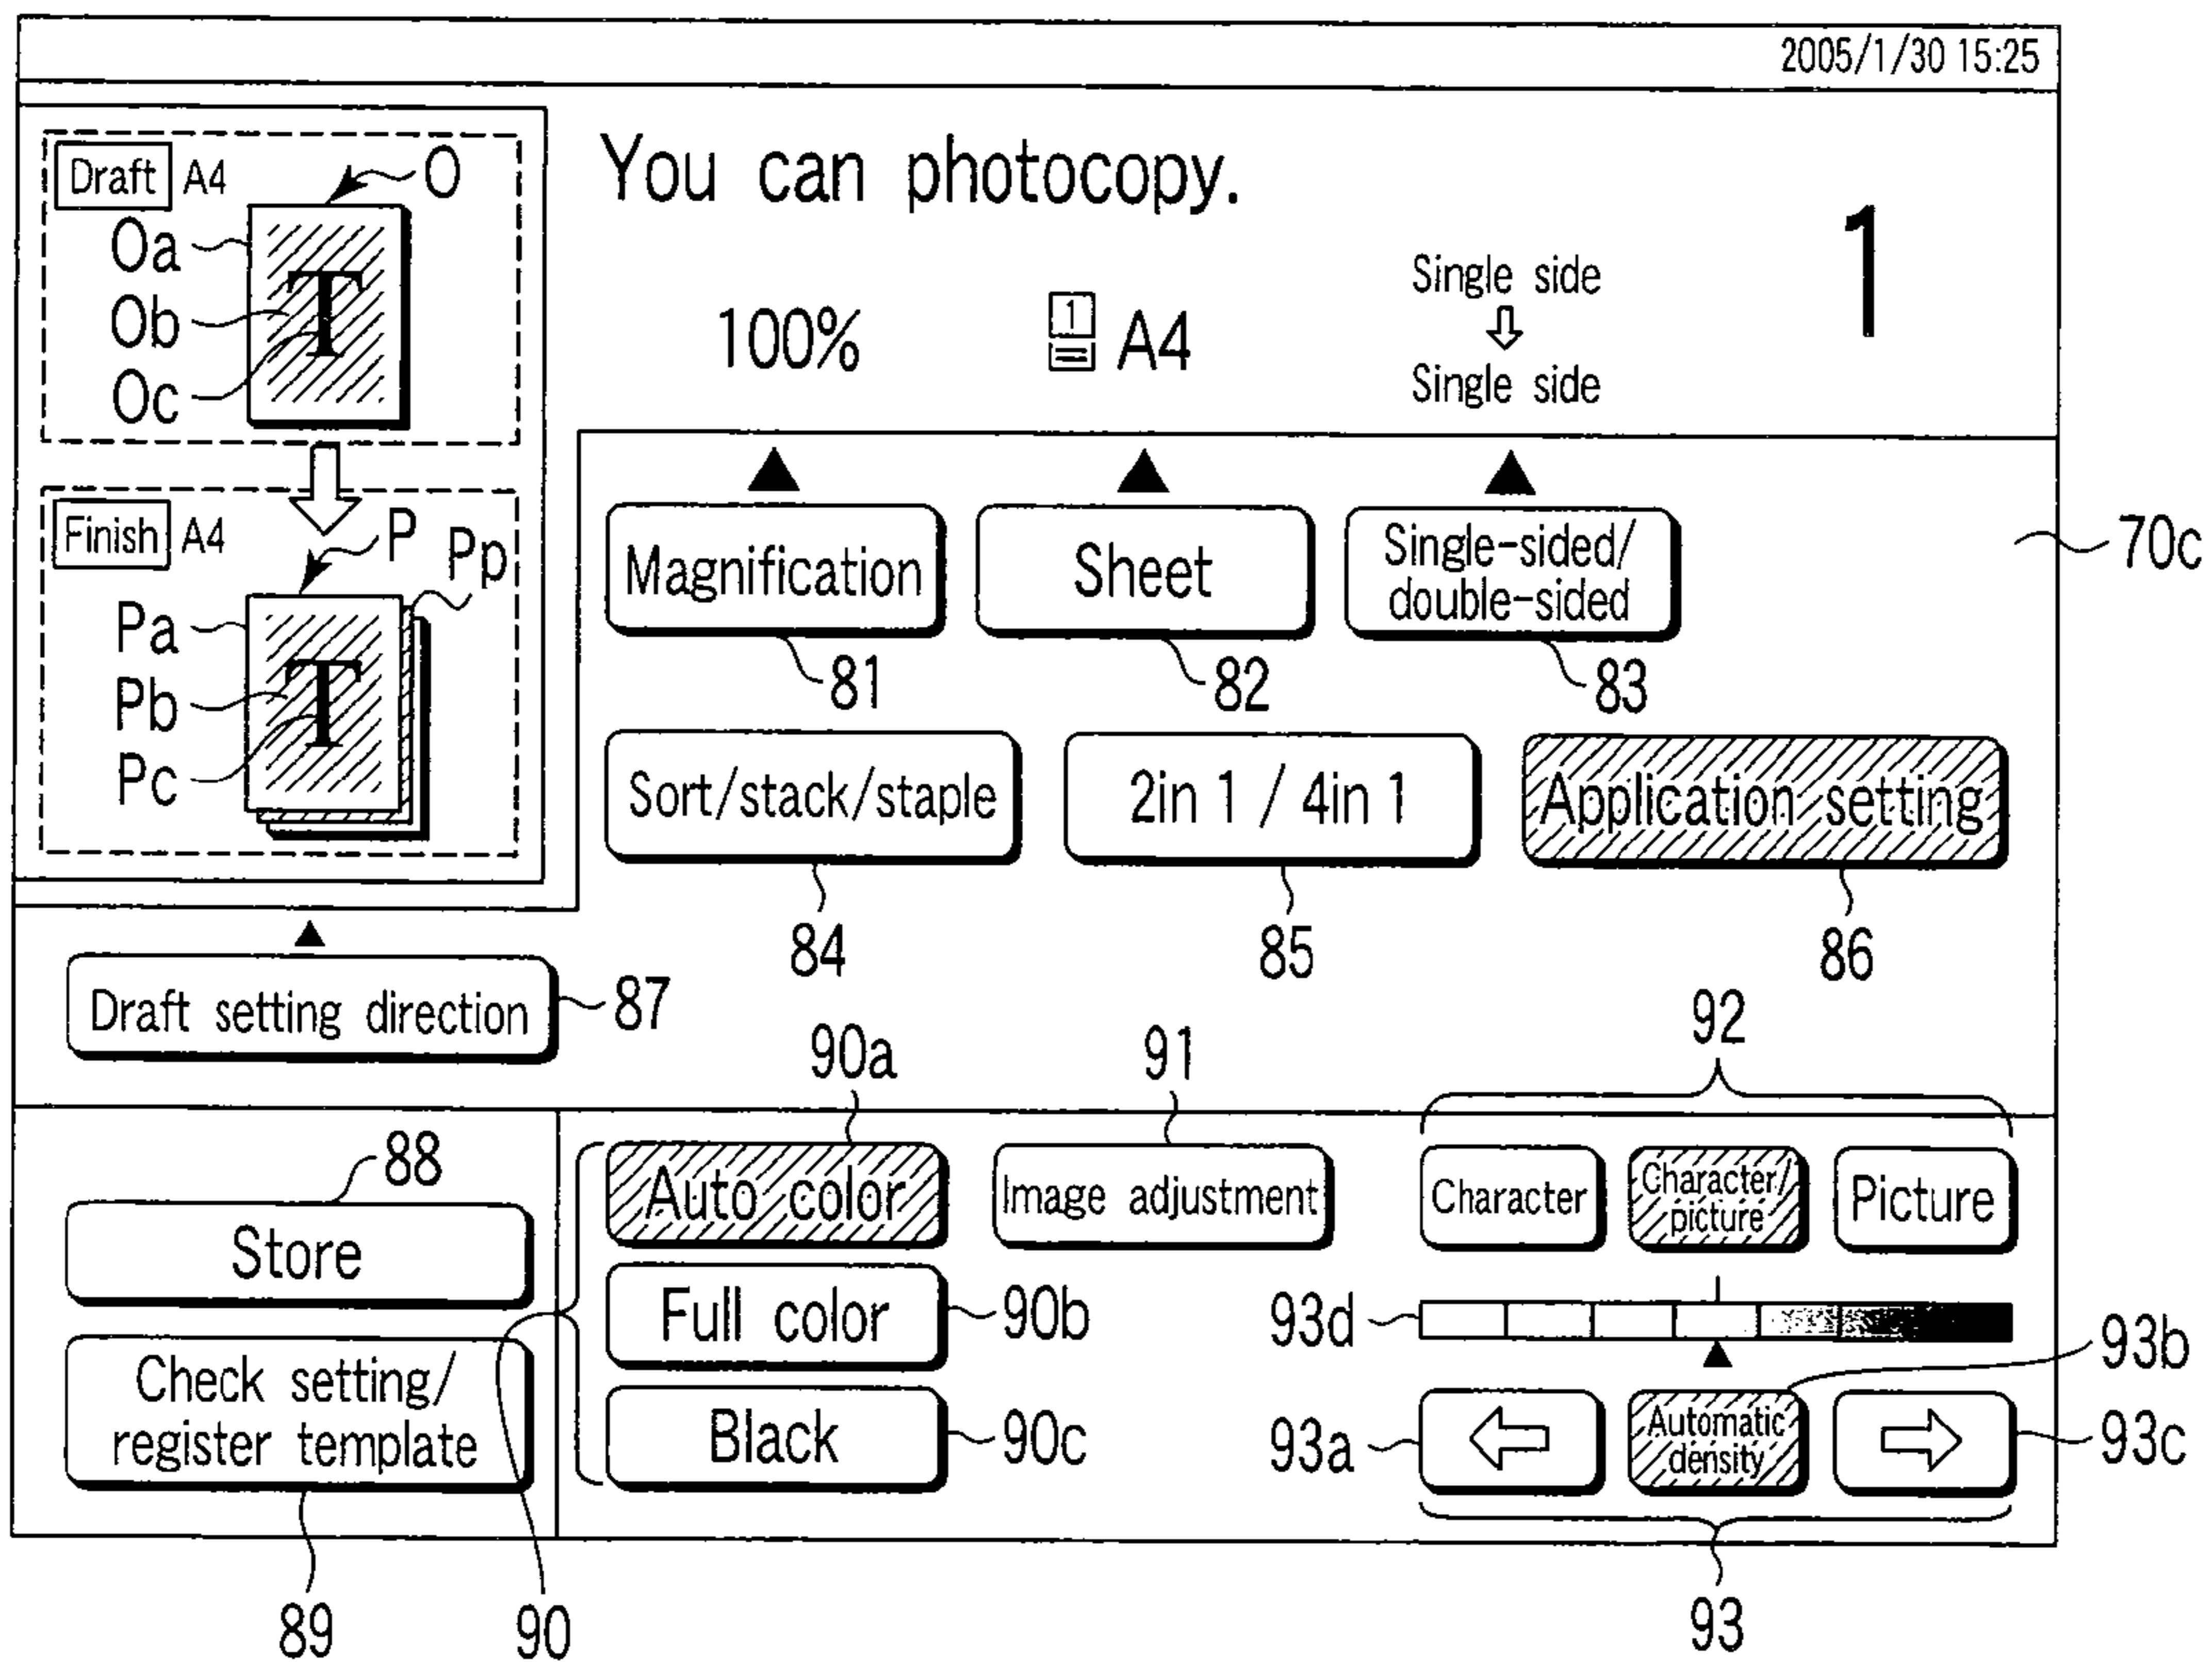 2005/1/30 15:25
Draft A4
O
Oa
Ob
Oc
T
You can photocopy.
100%
1
A4
Single side
Single side
1
Finish A4
P
Pp
Pa
Pb
Pc
T
Magnification
Sheet
Single-sided/
double-sided
70c
81
82
83
Sort/stack/staple
2in 1 / 4in 1
Application setting
84
85
86
Draft setting direction
87
90a
91
92
88
Store
Check setting/
register template
89
90
Auto color
Full color
90b
Black
90c
Image adjustment
Character
Character/
picture
Picture
93d
93b
93a
Automatic
density
93c
93